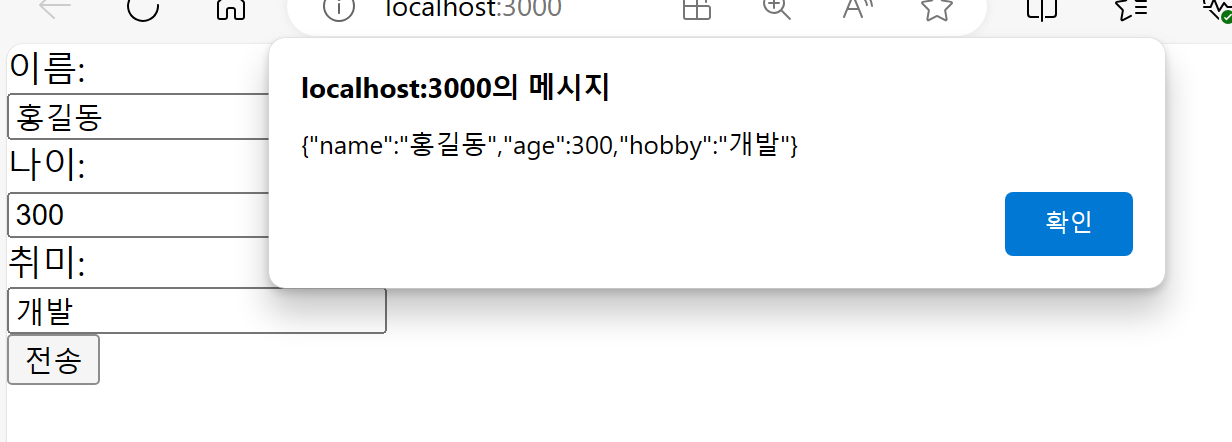 localhost:3000
localhost:3000의 메시지
{"name":"홍길동","age":300,"hobby":"개발"}
확인
이름:
홍길동
나이:
300
취미:
개발
전송